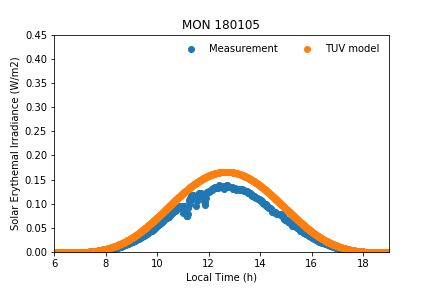 MON 180105
Measurement
TUV model
Solar Erythemal Irradiance (W/m2)
0.45
0.40
0.35
0.30
0.25
0.20
0.15
0.10
0.05
0.00
6 8 10 12 14 16 18
Local Time (h)